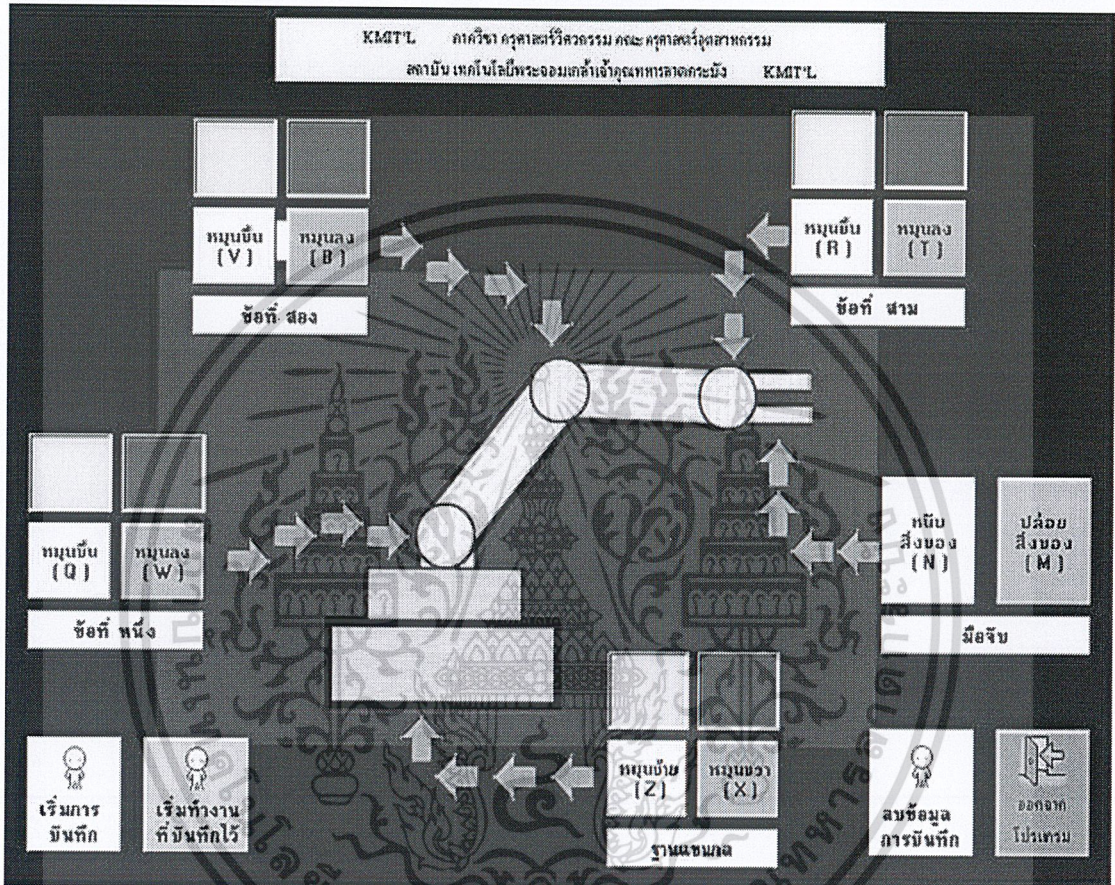 KMIT'L ภาควิชา ครุศาสตร์วิศวกรรม คณะ ครุศาสตร์อุตสาหกรรม
สถาบัน เทคโนโลยีพระจอมเกล้าเจ้าคุณทหารลาดกระบัง KMIT'L
หมุนขึ้น
(V)
หมุนลง
(B)
ข้อที่ สอง
หมุนขึ้น
(R)
หมุนลง
(T)
ข้อที่ สาม
หมุนขึ้น
(Q)
หมุนลง
(W)
ข้อที่ หนึ่ง
หนีบ
สิ่งของ
(N)
ปล่อย
สิ่งของ
(M)
มือจับ
หมุนซ้าย
(Z)
หมุนขวา
(X)
ฐานแขนกล
เริ่มการ
บันทึก
เริ่มทำงาน
ที่บันทึกไว้
ลบข้อมูล
การบันทึก
ออกจาก
โปรแกรม